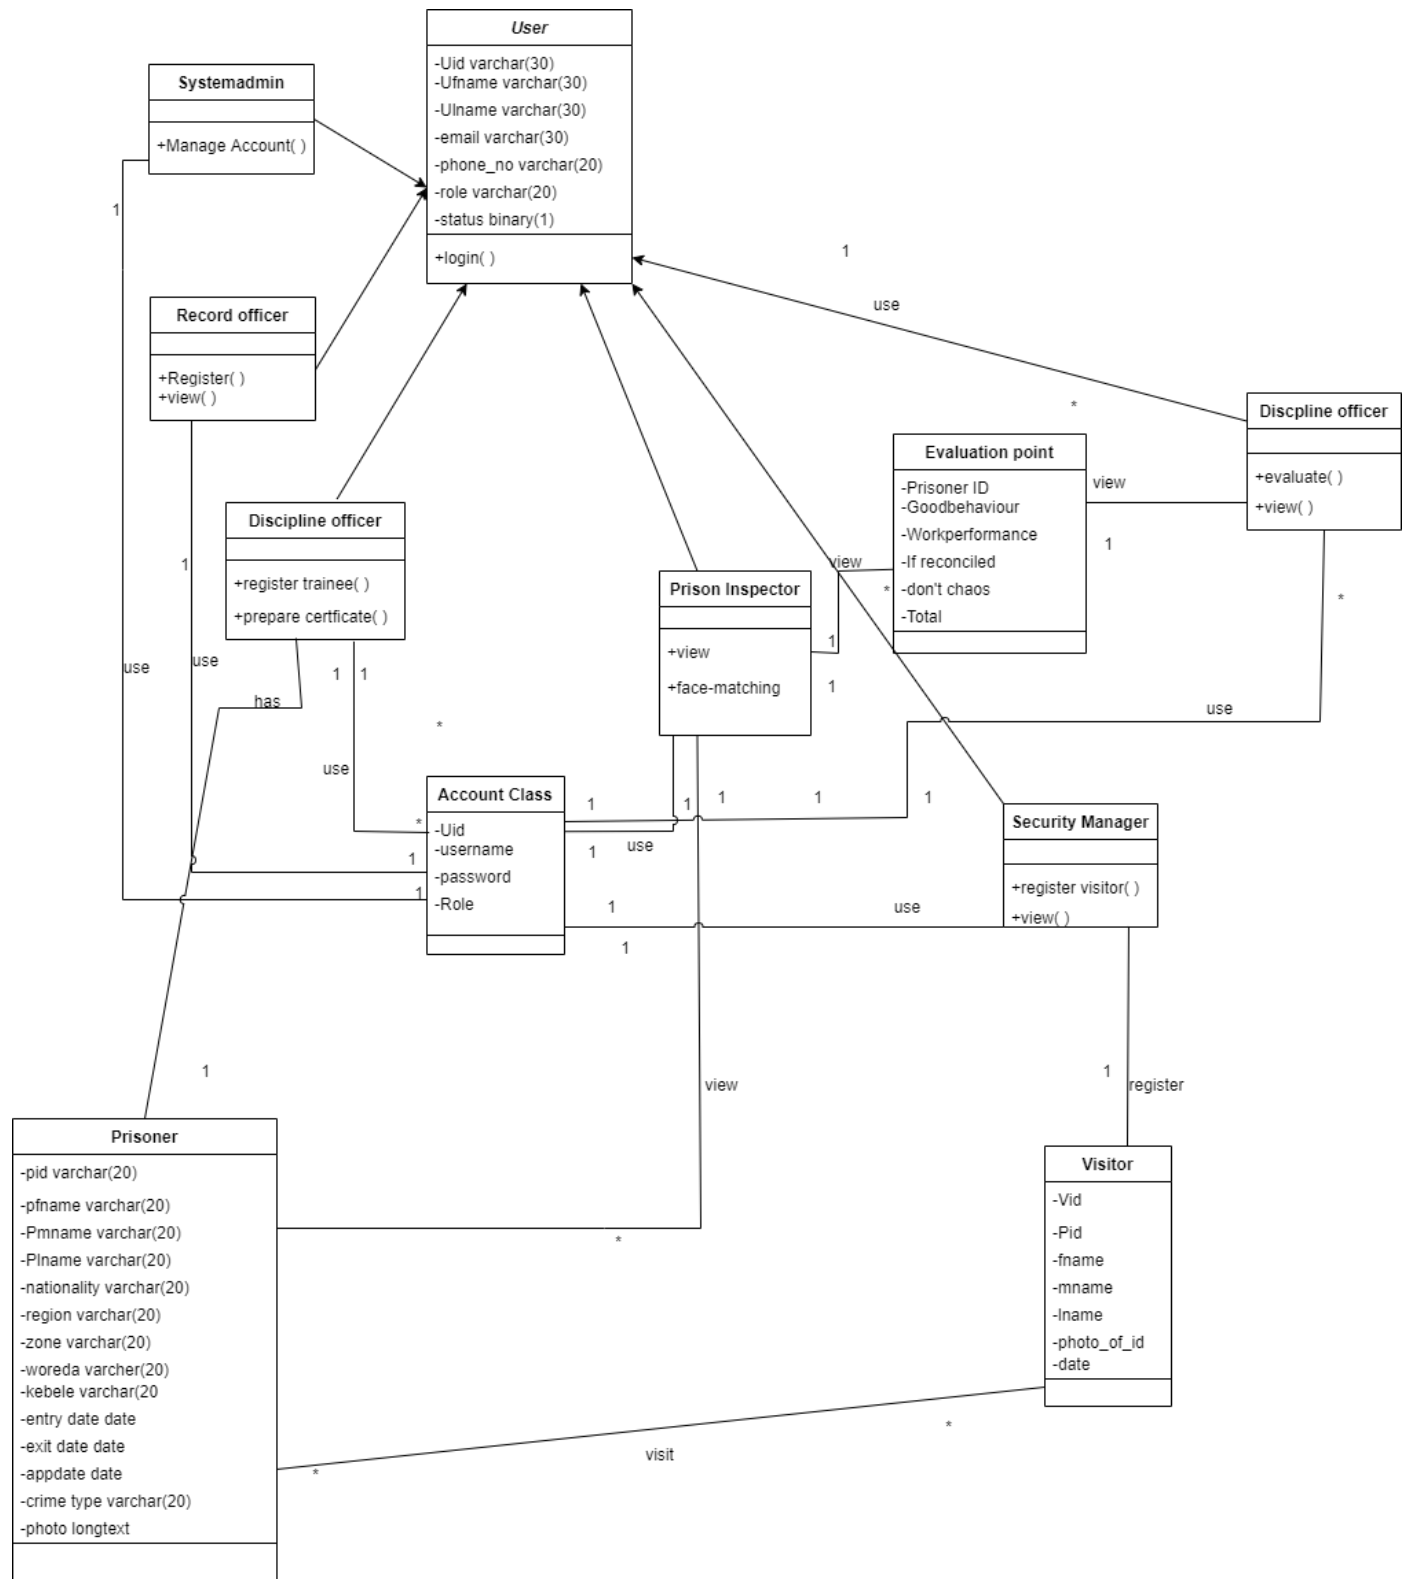 User
-Uid varchar(30)
-Ufname varchar(30)
-Ulname varchar(30)
-email varchar(30)
-phone_no varchar(20)
-role varchar(20)
-status binary(1)
+login( )
Systemadmin
+Manage Account( )
1
Record officer
+Register( )
+view( )
1
use
use
Discipline officer
+register trainee( )
+prepare certficate( )
has
1
1
use
*
*
1
use
*
Discpline officer
+evaluate( )
+view( )
*
use
view
1
Evaluation point
-Prisoner ID
-Goodbehaviour
-Workperformance
-If reconciled
-don't chaos
-Total
view
*
1
1
Prison Inspector
+view
+face-matching
Account Class
-Uid
-username
-password
-Role
1
1
1
1
1
1
1
1
use
1
use
1
Security Manager
+register visitor( )
+view( )
1
register
view
*
1
Prisoner
-pid varchar(20)
-pfname varchar(20)
-Pmname varchar(20)
-Plname varchar(20)
-nationality varchar(20)
-region varchar(20)
-zone varchar(20)
-woreda varcher(20)
-kebele varchar(20
-entry date date
-exit date date
-appdate date
-crime type varchar(20)
-photo longtext
Visitor
-Vid
-Pid
-fname
-mname
-lname
-photo_of_id
-date
*
visit
*